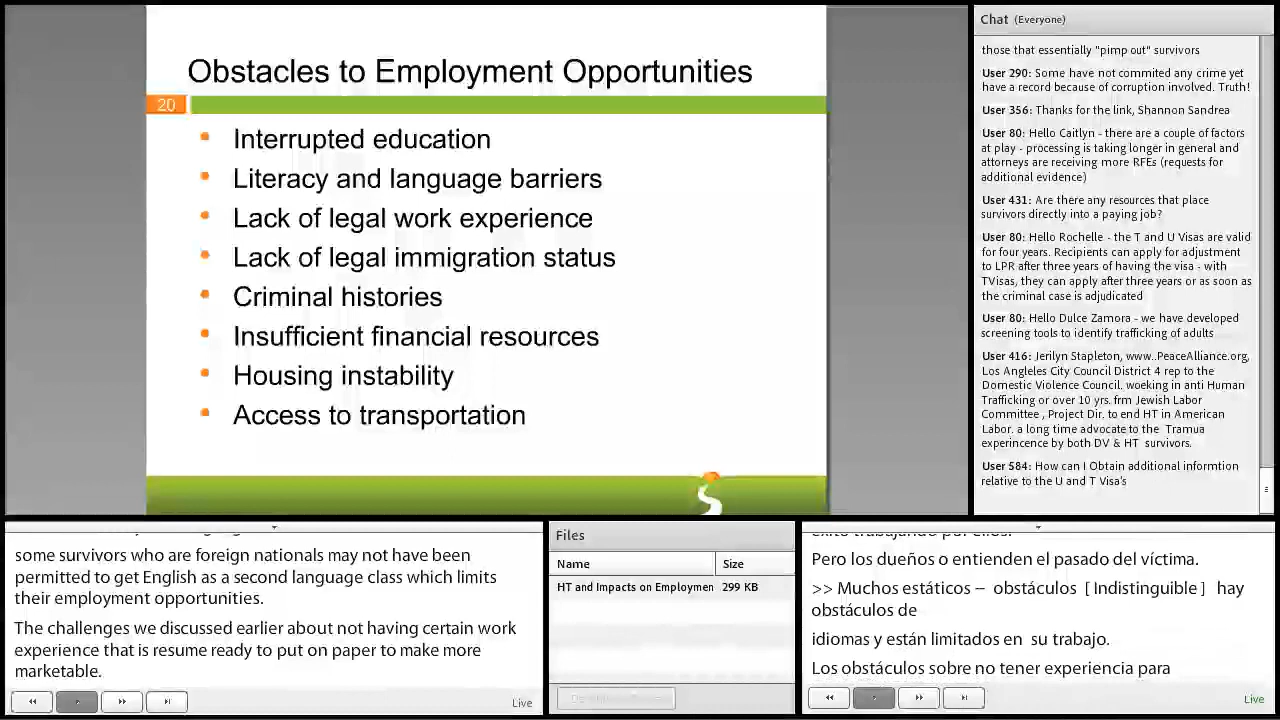 Obstacles to Employment Opportunities
20
Interrupted education
Literacy and language barriers
Lack of legal work experience
Lack of legal immigration status
Criminal histories
Insufficient financial resources
Housing instability
Access to transportation
Chat (Everyone)
those that essentially "pimp out" survivors
User 290: Some have not commited any crime yet
have a record because of corruption involved. Truth!
User 356: Thanks for the link, Shannon Sandrea
User 80: Hello Caitlyn - there are a couple of factors
at play - processing is taking longer in general and
attorneys are receiving more RFEs (requests for
additional evidence)
User 431: Are there any resources that place
survivors directly into a paying job?
User 80: Hello Rochelle - the T and U Visas are valid
for four years. Recipients can apply for adjustment
to LPR after three years of having the visa - with
TVisas, they can apply after three years or as soon as
the criminal case is adjudicated
User 80: Hello Dulce Zamora - we have developed
screening tools to identify trafficking of adults
User 416: Jerilyn Stapleton, www..PeaceAlliance.org,
Los Angleles City Council District 4 rep to the
Domestic Violence Council. woeking in anti Human
Trafficking or over 10 yrs. frm Jewish Labor
Committee , Project Dir. to end HT in American
Labor. a long time advocate to the Tramua
experincence by both DV & HT survivors.
User 584: How can I Obtain additional informtion
relative to the U and T Visa's
some survivors who are foreign nationals may not have been
permitted to get English as a second language class which limits
their employment opportunities.
The challenges we discussed earlier about not having certain work
experience that is resume ready to put on paper to make more
marketable.
Live
Files
Name Size
HT and Impacts on Employmen 299 KB
éxito trabajando por ellos.
Pero los dueños o entienden el pasado del víctima.
>> Muchos estáticos -- obstáculos [ Indistinguible ] hay
obstáculos de
idiomas y están limitados en su trabajo.
Los obstáculos sobre no tener experiencia para
Live